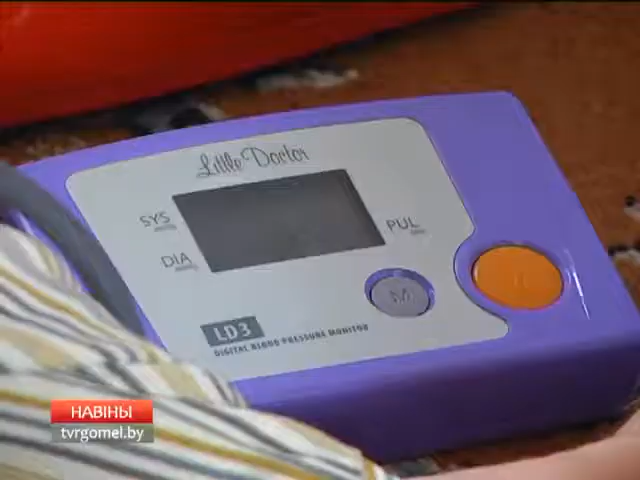 Little Doctor
SYS
PUL
DIA
M
LD3
DIGITAL BLOOD PRESSURE MONITOR
НАВІНЫ
tvrgomel.by